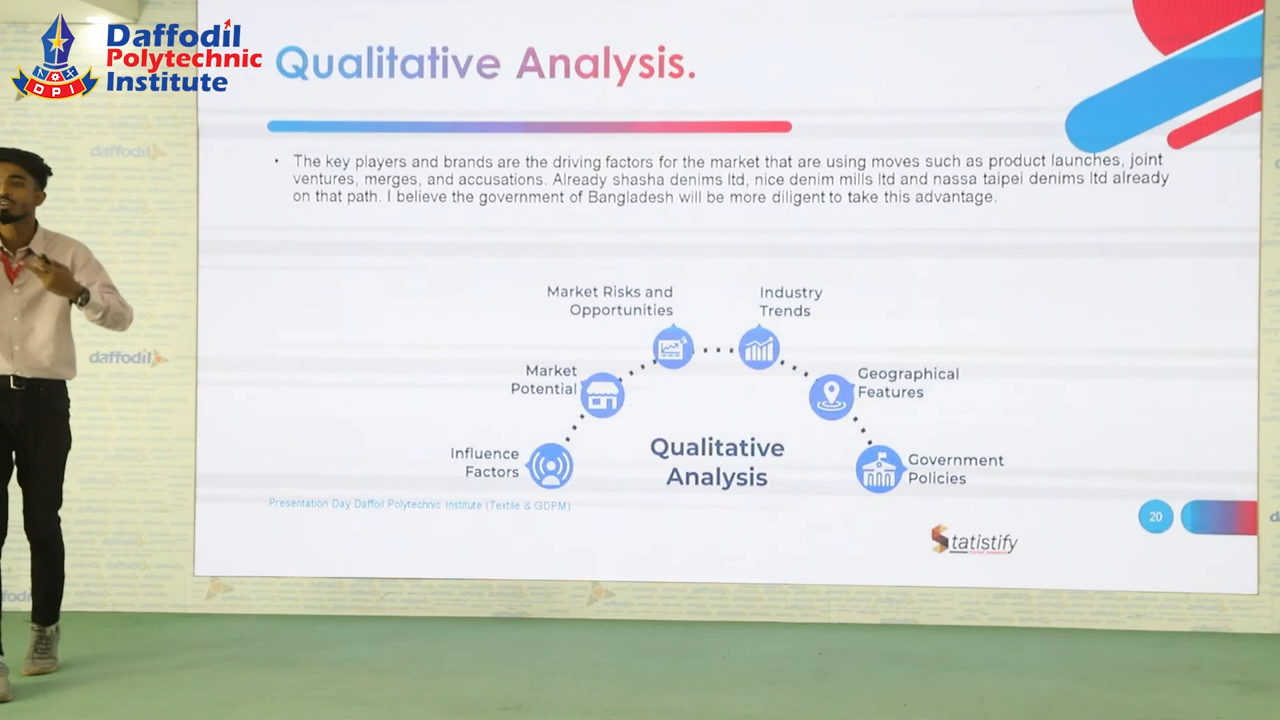 Daffodil
Polytechnic
Institute
DPI
Qualitative Analysis.
• The key players and brands are the driving factors for the market that are using moves such as product launches, joint
ventures, merges, and accusations. Already shasha denims ltd, nice denim mills ltd and nassa taipei denims ltd already
on that path. I believe the government of Bangladesh will be more diligent to take this advantage.
daffodil
daffodil
Market Risks and
Opportunities
Industry
Trends
Market
Potential
Geographical
Features
Influence
Factors
Qualitative
Analysis
Government
Policies
Presentation Day Daffoil Polytechnic Institute (Textile & GDPM)
20
Statistify
daffodil